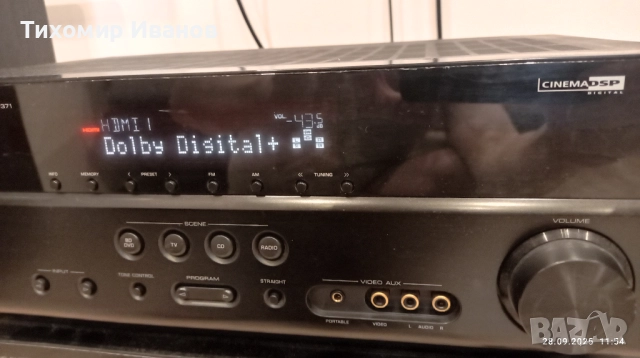 Тихомир Иванов
371
CINEMA DSP
DIGITAL
HDMI1
VOL -43.5
Dolby Digital+
INFO MEMORY PRESET FM AM TUNING
SCENE
BD DVD TV CD RADIO
VOLUME
INPUT TONE CONTROL PROGRAM STRAIGHT
VIDEO AUX
PORTABLE VIDEO L AUDIO R
BAZAR
28.09.2025 11:54